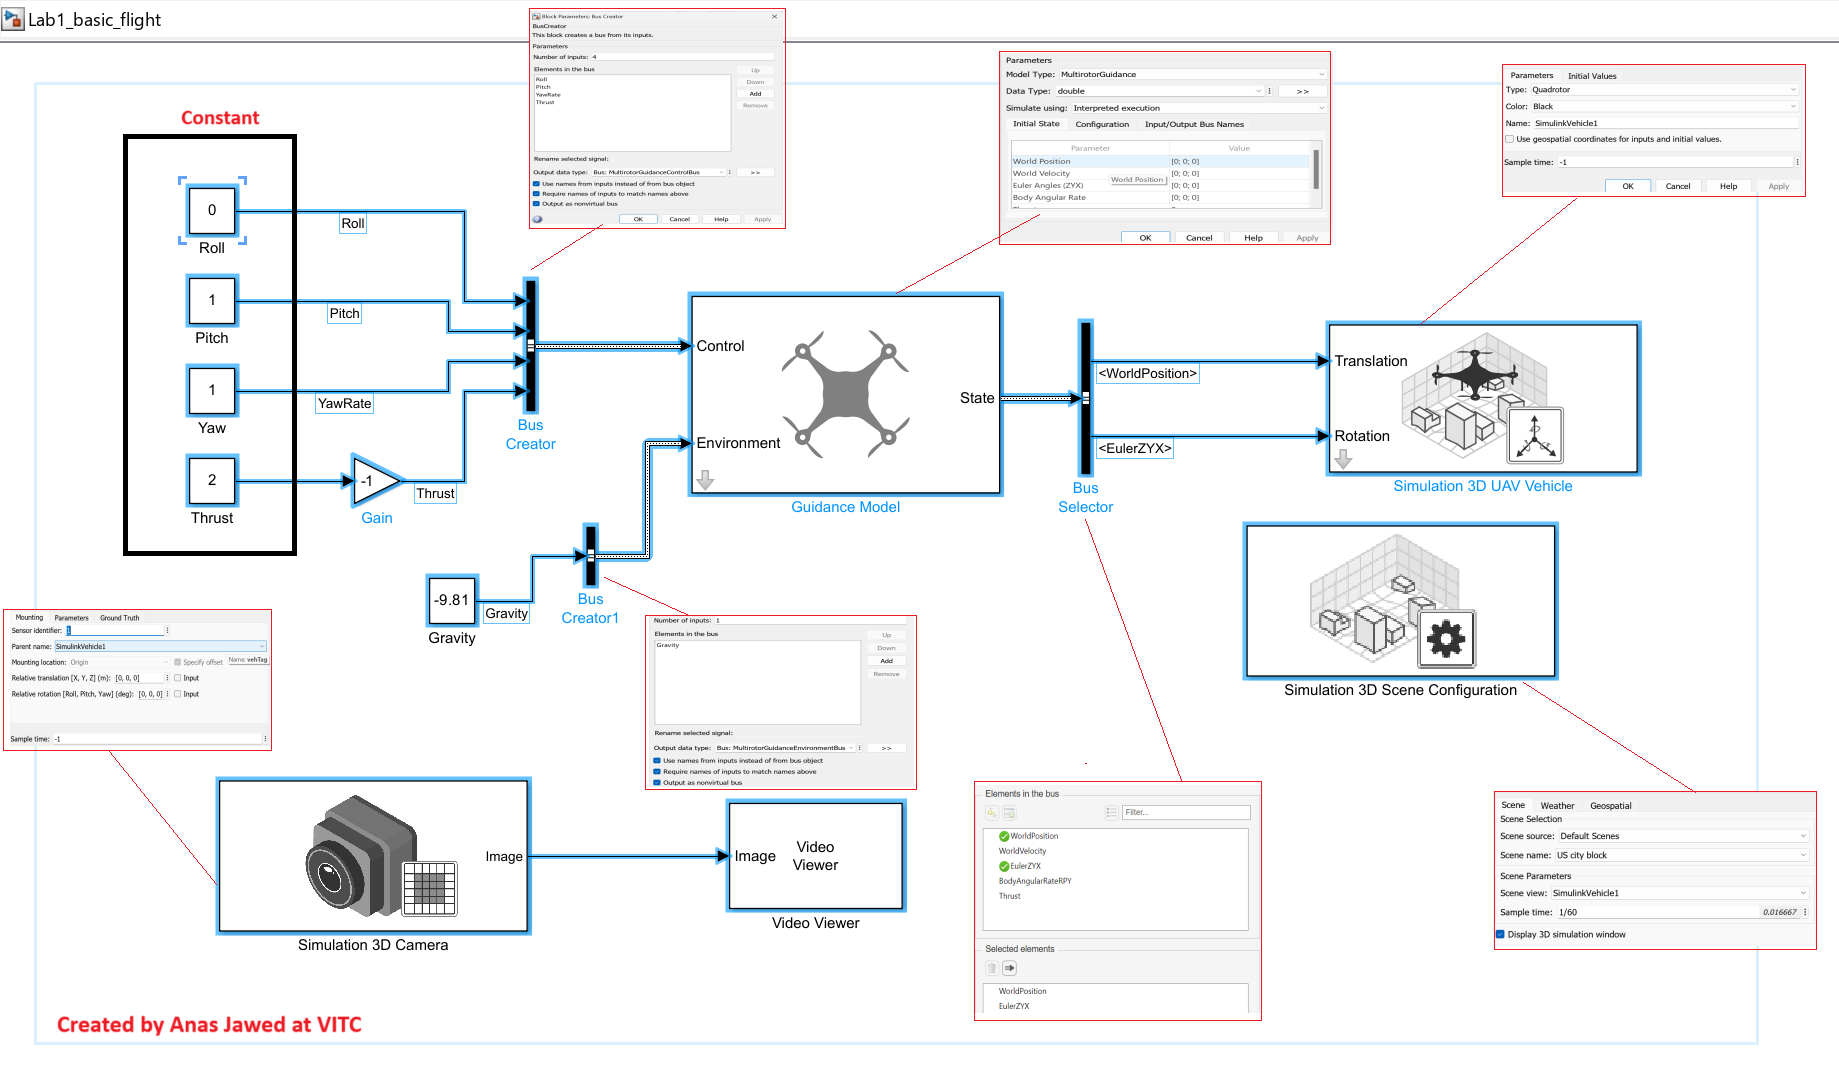 Lab1_basic_flight
Constant
0
Roll
Roll
1
Pitch
Pitch
1
Yaw
YawRate
2
Thrust
-1
Gain
Thrust
Bus
Creator
Block Parameters: Bus Creator
BusCreator
This block creates a bus from its inputs.
Parameters
Number of inputs: 4
Elements in the bus
Up
Roll
Pitch
Down
YawRate
Add
Thrust
Remove
Rename selected signal:
Output data type: Bus: MultirotorGuidanceControlBus >>
Use names from inputs instead of from bus object
Require names of inputs to match names above
Output as nonvirtual bus
OK Cancel Help Apply
Control
Environment
State
Guidance Model
Parameters
Model Type: MultirotorGuidance
Data Type: double >>
Simulate using: Interpreted execution
Initial State Configuration Input/Output Bus Names
Parameter Value
World Position [0; 0; 0]
World Velocity [0; 0; 0]
World Position
Euler Angles (ZYX) [0; 0; 0]
Body Angular Rate [0; 0; 0]
OK Cancel Help Apply
Parameters Initial Values
Type: Quadrotor
Color: Black
Name: SimulinkVehicle1
Use geospatial coordinates for inputs and initial values.
Sample time: -1
OK Cancel Help Apply
<WorldPosition>
<EulerZYX>
Bus
Selector
Translation
Rotation
Simulation 3D UAV Vehicle
-9.81
Gravity
Gravity
Bus
Creator1
Number of inputs: 1
Elements in the bus
Up
Gravity
Down
Add
Remove
Rename selected signal:
Output data type: Bus: MultirotorGuidanceEnvironmentBus >>
Use names from inputs instead of from bus object
Require names of inputs to match names above
Output as nonvirtual bus
Simulation 3D Scene Configuration
Mounting Parameters Ground Truth
Sensor identifier: 1
Parent name: SimulinkVehicle1
Mounting location: Origin Specify offset Name: vehTag
Relative translation [X, Y, Z] (m): [0, 0, 0] Input
Relative rotation [Roll, Pitch, Yaw] (deg): [0, 0, 0] Input
Sample time: -1
Image
Simulation 3D Camera
Image
Video
Viewer
Video Viewer
Elements in the bus
Filter...
WorldPosition
WorldVelocity
EulerZYX
BodyAngularRateRPY
Thrust
Selected elements
WorldPosition
EulerZYX
Scene Weather Geospatial
Scene Selection
Scene source: Default Scenes
Scene name: US city block
Scene Parameters
Scene view: SimulinkVehicle1
Sample time: 1/60 0.016667
Display 3D simulation window
Created by Anas Jawed at VITC